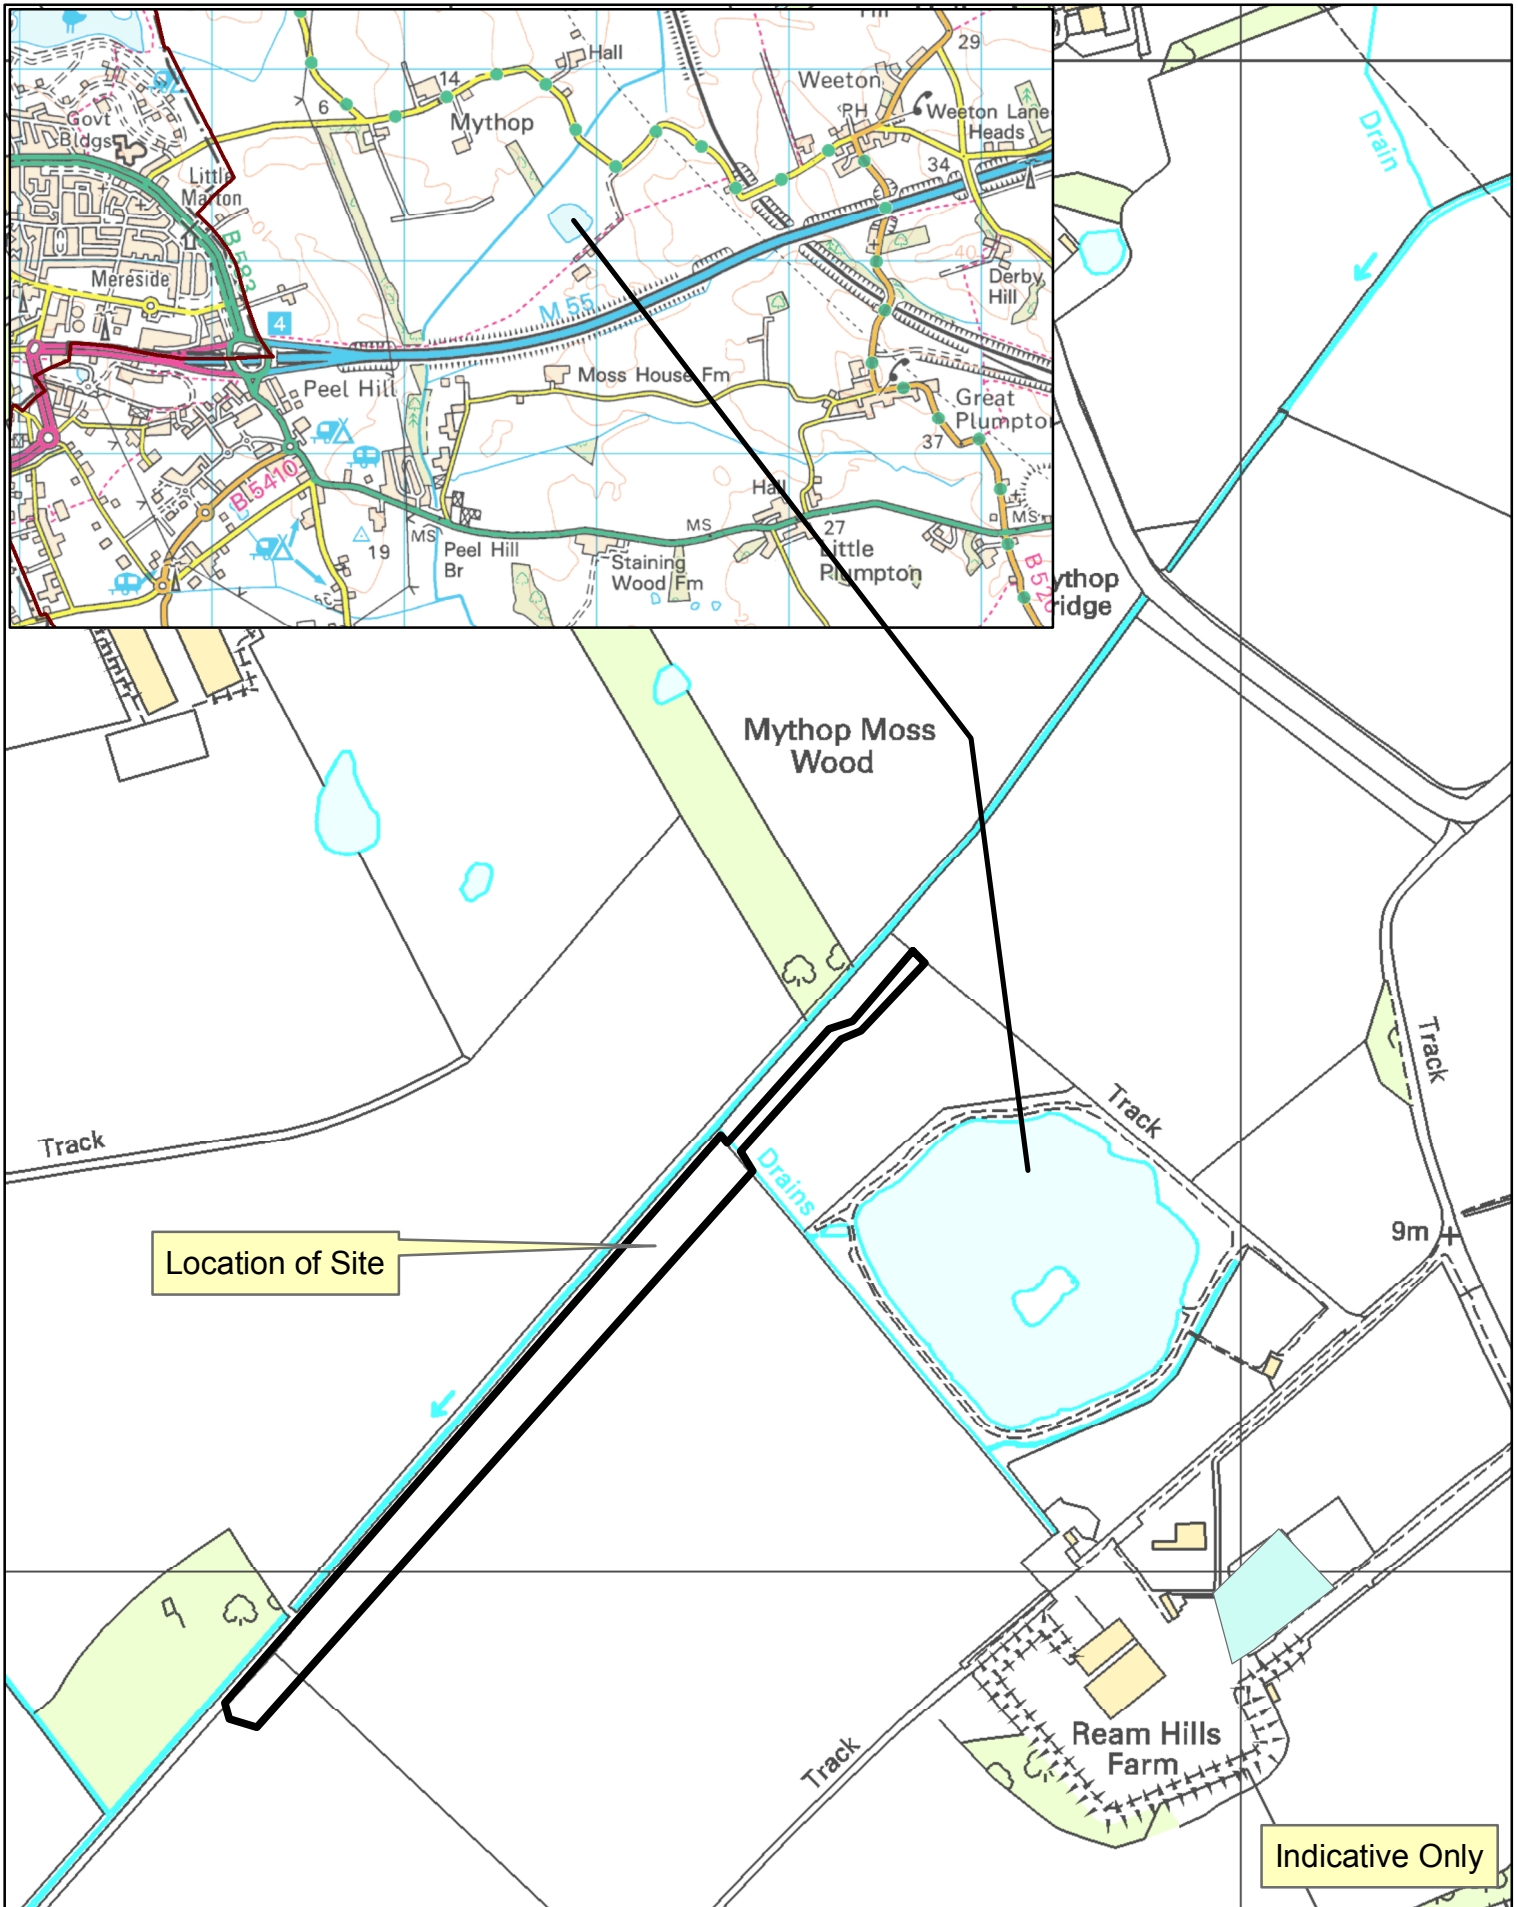 Hall
29
14
6
Weeton
PH
Weeton Lane
Heads
Govt
Bldgs
Mythop
34
Little
Marton
B 583
40
Derby
Hill
Mereside
4
M 55
Peel Hill
Moss House Fm
Great
37
B 5410
Hall
MS
27
Little
Plumpton
MS
19
MS
Peel Hill
Br
Staining
Wood Fm
Drain
Mythop Moss
Wood
Track
Track
Track
Drains
Location of Site
9m
Track
Ream Hills
Farm
Indicative Only